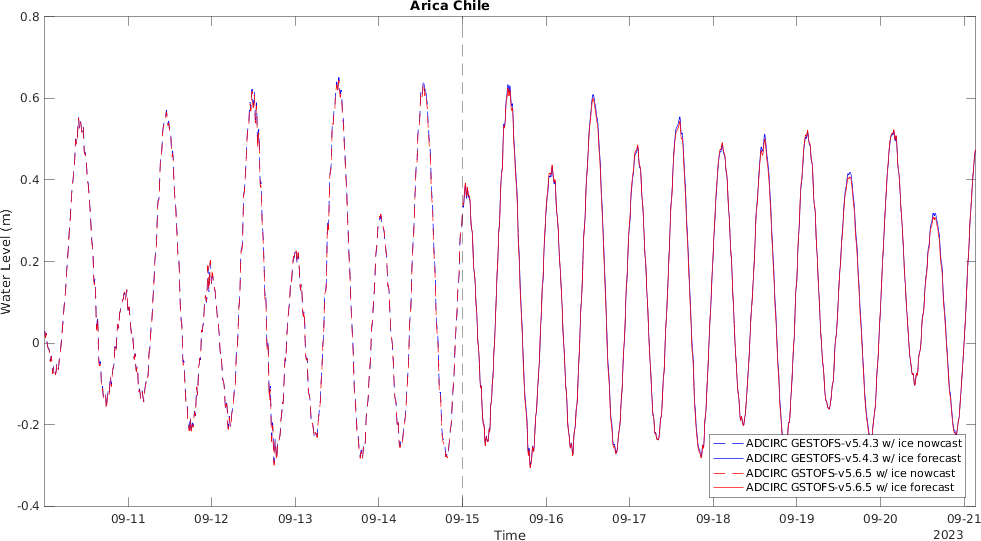 Arica Chile
0.8
0.6
0.4
0.2
0
-0.2
-0.4
Water Level (m)
ADCIRC GESTOFS-v5.4.3 w/ ice nowcast
ADCIRC GESTOFS-v5.4.3 w/ ice forecast
ADCIRC GSTOFS-v5.6.5 w/ ice nowcast
ADCIRC GSTOFS-v5.6.5 w/ ice forecast
09-11 09-12 09-13 09-14 09-15 09-16 09-17 09-18 09-19 09-20 09-21
Time 2023